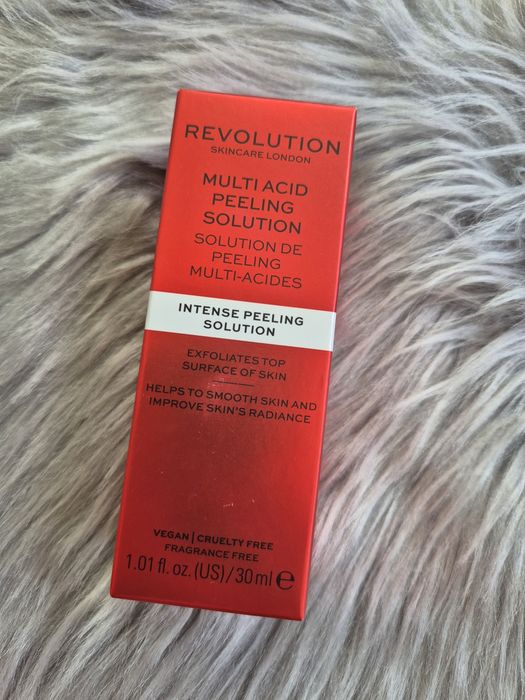 REVOLUTION
SKINCARE LONDON
MULTI ACID
PEELING
SOLUTION
SOLUTION DE
PEELING
MULTI-ACIDES
INTENSE PEELING
SOLUTION
EXFOLIATES TOP
SURFACE OF SKIN
HELPS TO SMOOTH SKIN AND
IMPROVE SKIN'S RADIANCE
VEGAN | CRUELTY FREE
FRAGRANCE FREE
1.01 fl. oz. (US) / 30 ml ℮